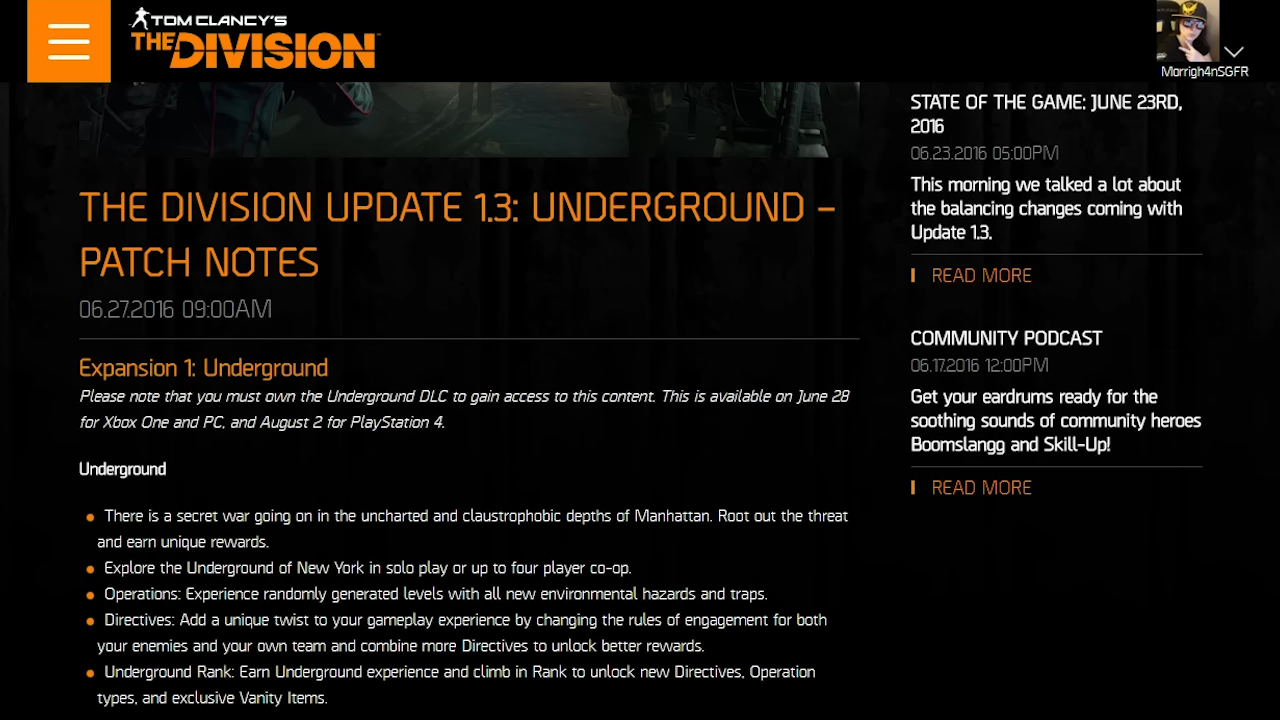 TOM CLANCY'S
THE DIVISION™
Marrigh4nSGFR
THE DIVISION UPDATE 1.3: UNDERGROUND –
PATCH NOTES
06.27.2016 09:00AM
Expansion 1: Underground
Please note that you must own the Underground DLC to gain access to this content. This is available on June 28
for Xbox One and PC, and August 2 for PlayStation 4.
Underground
There is a secret war going on in the uncharted and claustrophobic depths of Manhattan. Root out the threat
and earn unique rewards.
Explore the Underground of New York in solo play or up to four player co-op.
Operations: Experience randomly generated levels with all new environmental hazards and traps.
Directives: Add a unique twist to your gameplay experience by changing the rules of engagement for both
your enemies and your own team and combine more Directives to unlock better rewards.
Underground Rank: Earn Underground experience and climb in Rank to unlock new Directives, Operation
types, and exclusive Vanity Items.
STATE OF THE GAME: JUNE 23RD,
2016
06.23.2016 05:00PM
This morning we talked a lot about
the balancing changes coming with
Update 1.3.
READ MORE
COMMUNITY PODCAST
06.17.2016 12:00PM
Get your eardrums ready for the
soothing sounds of community heroes
Boomslangg and Skill-Up!
READ MORE